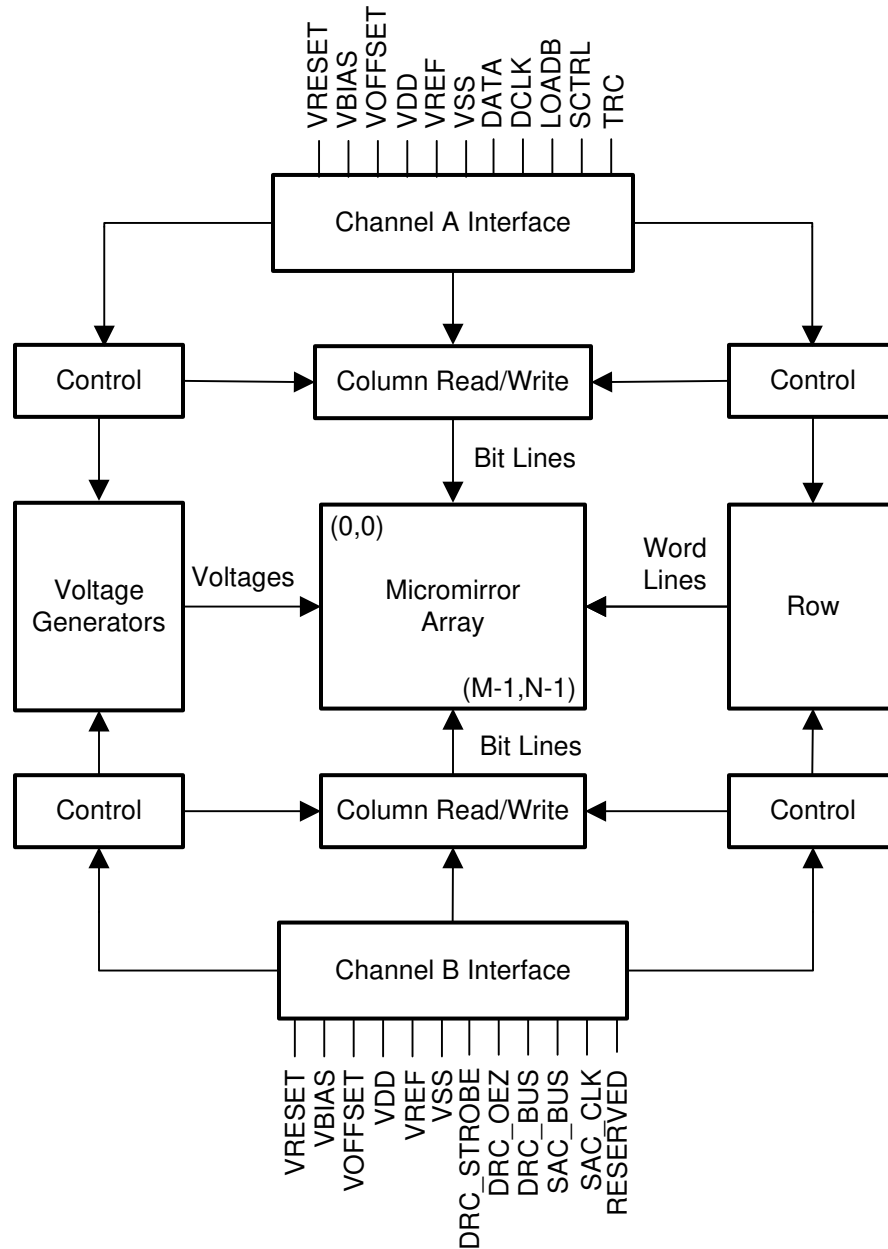 VRESET
VBIAS
VOFFSET
VDD
VREF
VSS
DATA
DCLK
LOADB
SCTRL
TRC
Channel A Interface
Control
Column Read/Write
Control
Bit Lines
(0,0)
Voltage
Generators
Voltages
Micromirror
Array
Word
Lines
Row
(M-1,N-1)
Bit Lines
Control
Column Read/Write
Control
Channel B Interface
VRESET
VBIAS
VOFFSET
VDD
VREF
VSS
DRC_STROBE
DRC_OEZ
DRC_BUS
SAC_BUS
SAC_CLK
RESERVED